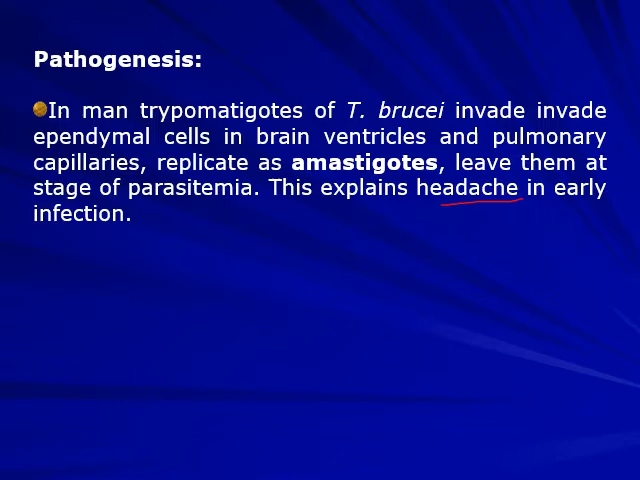 Pathogenesis:
In man trypomatigotes of T. brucei invade invade
ependymal cells in brain ventricles and pulmonary
capillaries, replicate as amastigotes, leave them at
stage of parasitemia. This explains headache in early
infection.